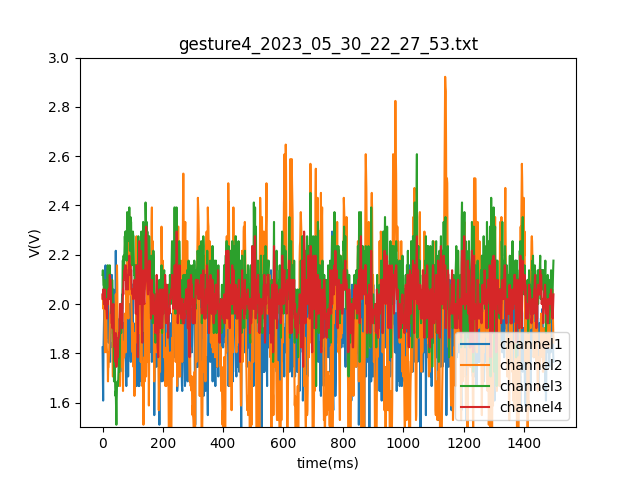 gesture4_2023_05_30_22_27_53.txt
V(V)
3.0
2.8
2.6
2.4
2.2
2.0
1.8
1.6
channel1
channel2
channel3
channel4
0 200 400 600 800 1000 1200 1400
time(ms)